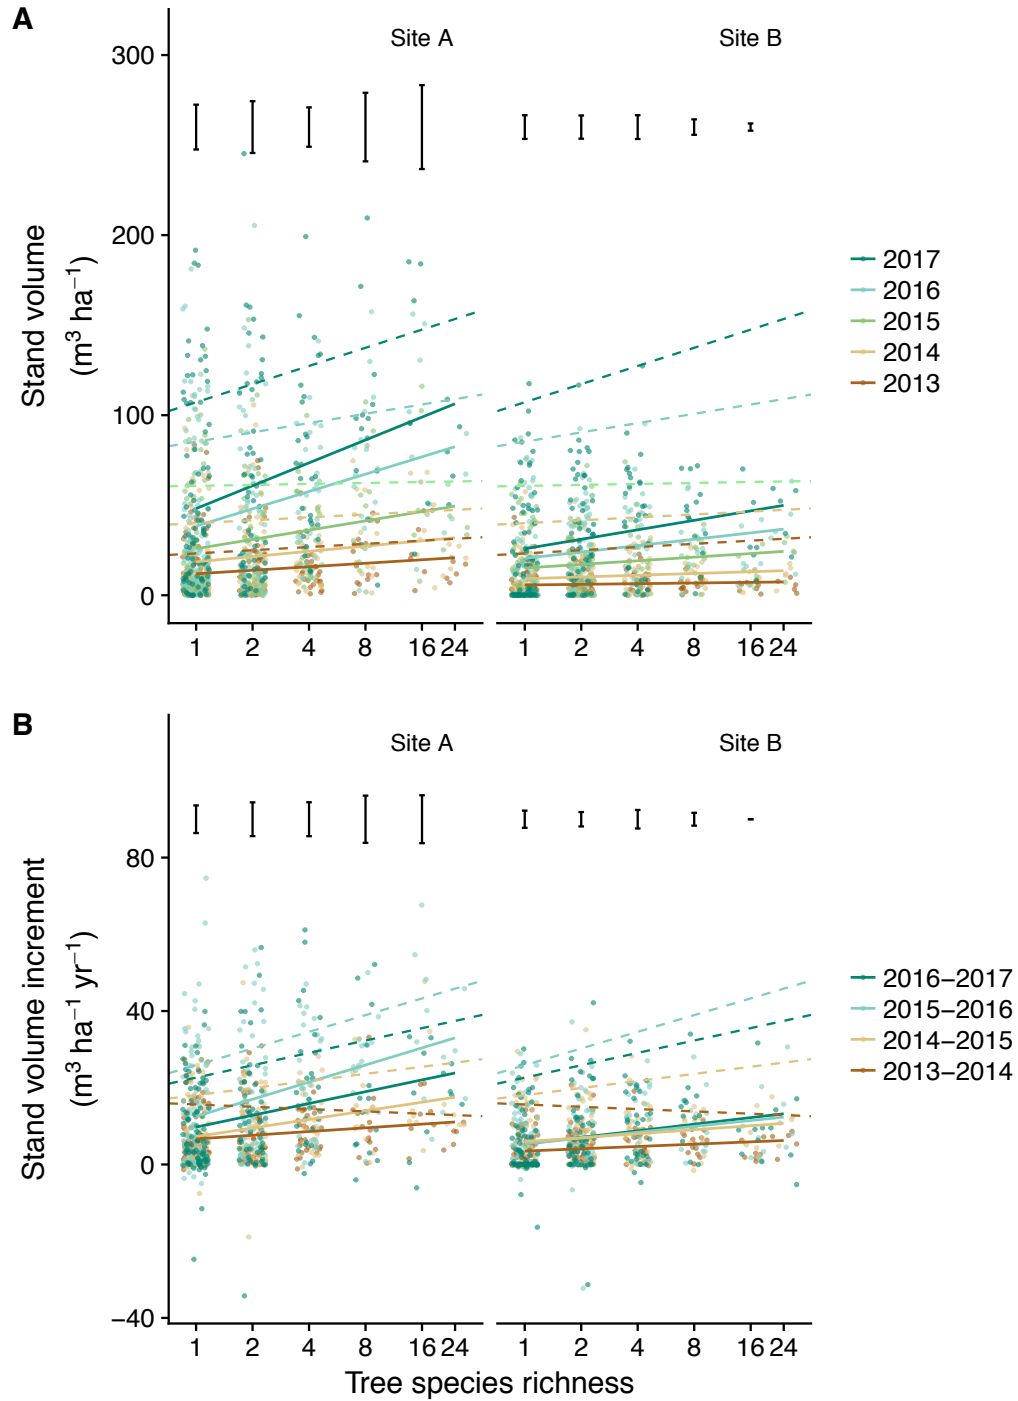 A
Site A
Site B
300
200
100
0
Stand volume
(m³ ha⁻¹)
1 2 4 8 16 24
1 2 4 8 16 24
2017
2016
2015
2014
2013
B
Site A
Site B
80
40
0
−40
Stand volume increment
(m³ ha⁻¹ yr⁻¹)
1 2 4 8 16 24
1 2 4 8 16 24
Tree species richness
2016−2017
2015−2016
2014−2015
2013−2014